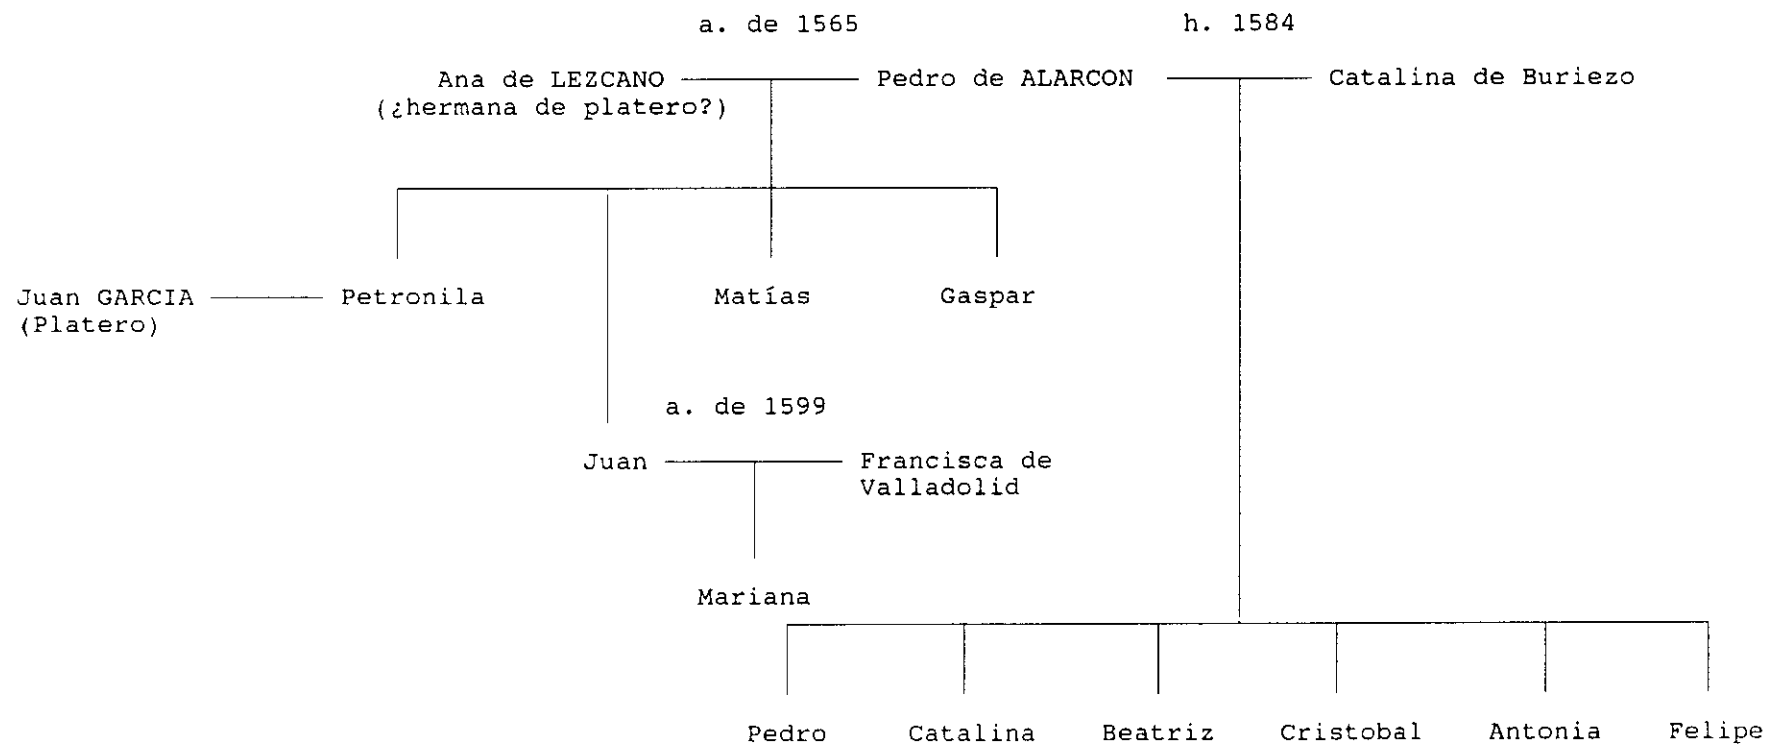 a. de 1565 h. 1584
Ana de LEZCANO Pedro de ALARCON Catalina de Buriezo
(¿hermana de platero?)
Juan GARCIA Petronila Matías Gaspar
(Platero)
a. de 1599
Juan Francisca de
Valladolid
Mariana
Pedro Catalina Beatriz Cristobal Antonia Felipe